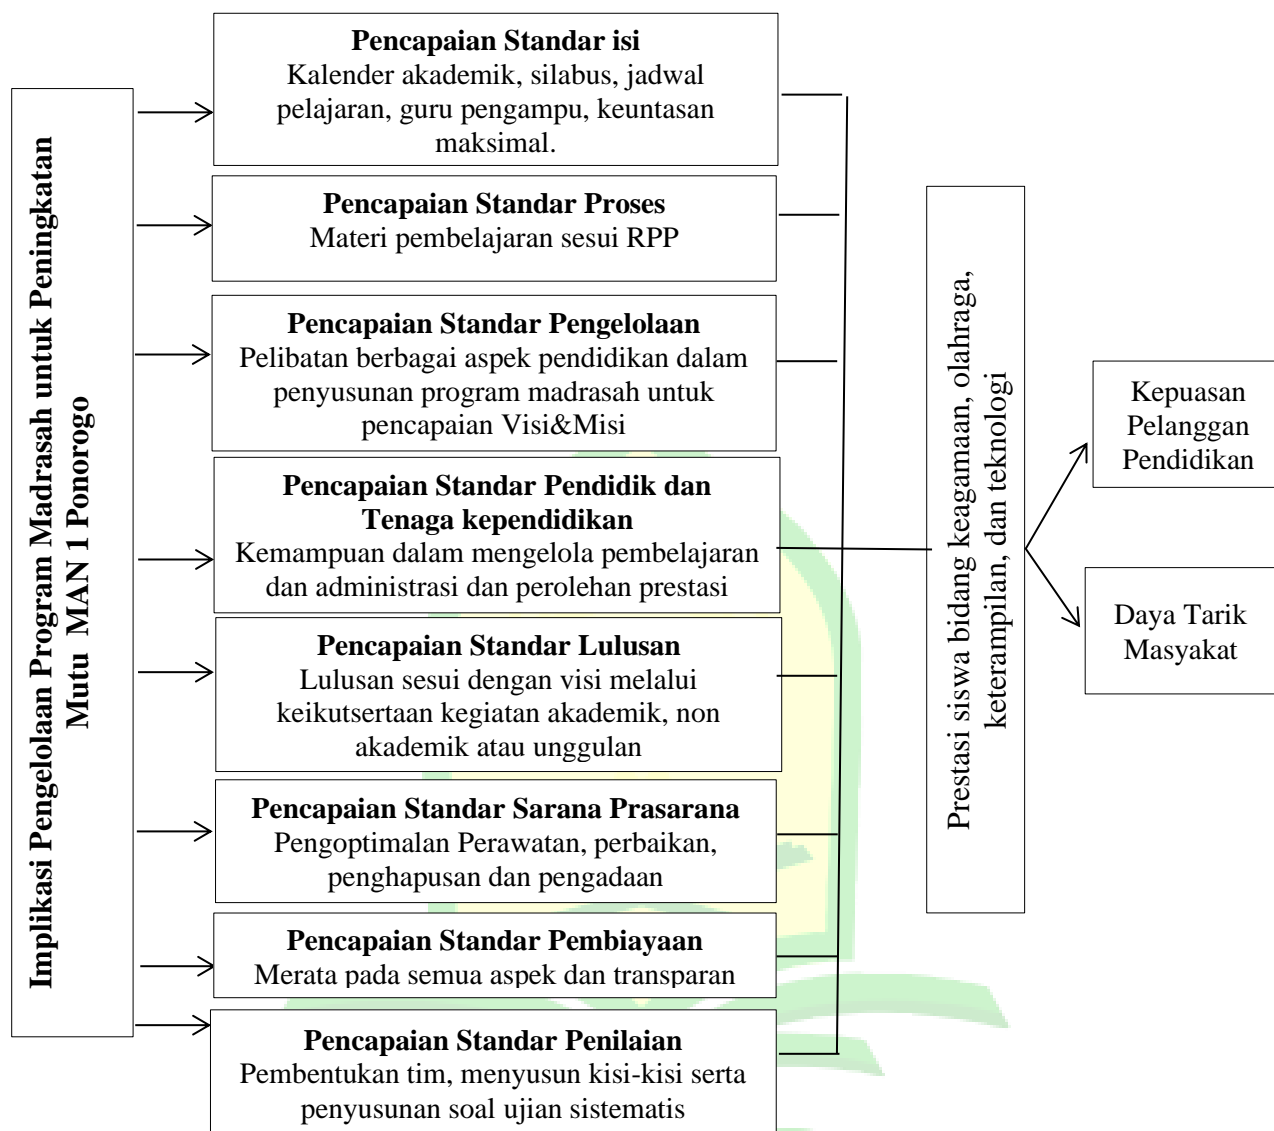 Implikasi Pengelolaan Program Madrasah untuk Peningkatan
Mutu MAN 1 Ponorogo
Pencapaian Standar isi
Kalender akademik, silabus, jadwal
pelajaran, guru pengampu, keuntasan
maksimal.
Pencapaian Standar Proses
Materi pembelajaran sesui RPP
Pencapaian Standar Pengelolaan
Pelibatan berbagai aspek pendidikan dalam
penyusunan program madrasah untuk
pencapaian Visi&Misi
Pencapaian Standar Pendidik dan
Tenaga kependidikan
Kemampuan dalam mengelola pembelajaran
dan administrasi dan perolehan prestasi
Pencapaian Standar Lulusan
Lulusan sesui dengan visi melalui
keikutsertaan kegiatan akademik, non
akademik atau unggulan
Pencapaian Standar Sarana Prasarana
Pengoptimalan Perawatan, perbaikan,
penghapusan dan pengadaan
Pencapaian Standar Pembiayaan
Merata pada semua aspek dan transparan
Pencapaian Standar Penilaian
Pembentukan tim, menyusun kisi-kisi serta
penyusunan soal ujian sistematis
Prestasi siswa bidang keagamaan, olahraga,
keterampilan, dan teknologi
Kepuasan
Pelanggan
Pendidikan
Daya Tarik
Masyakat